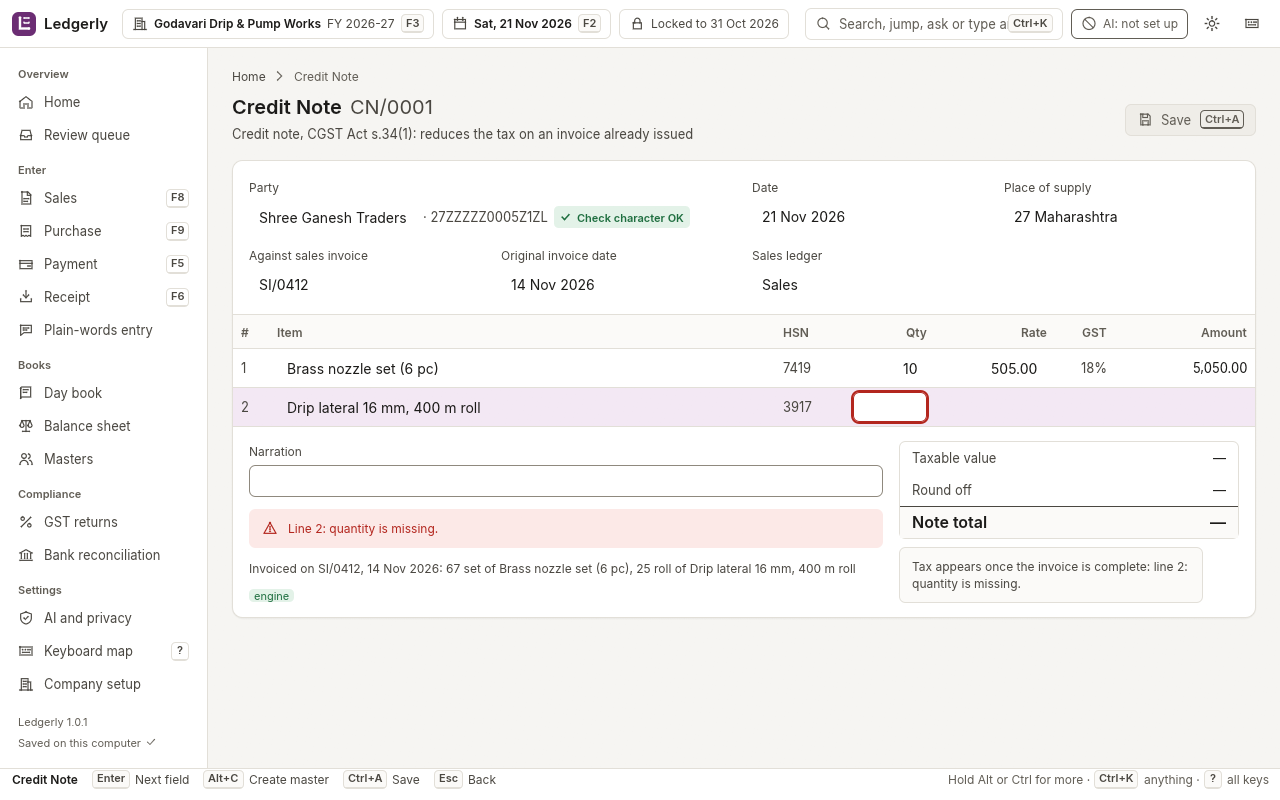 Ledgerly
Godavari Drip & Pump Works FY 2026-27 F3
Sat, 21 Nov 2026 F2
Locked to 31 Oct 2026
Search, jump, ask or type a Ctrl+K
AI: not set up
Overview
Home
Review queue
Enter
Sales F8
Purchase F9
Payment F5
Receipt F6
Plain-words entry
Books
Day book
Balance sheet
Masters
Compliance
GST returns
Bank reconciliation
Settings
AI and privacy
Keyboard map ?
Company setup
Ledgerly 1.0.1
Saved on this computer
Home Credit Note
Credit Note CN/0001
Credit note, CGST Act s.34(1): reduces the tax on an invoice already issued
Save Ctrl+A
Party Date Place of supply
Shree Ganesh Traders · 27ZZZZZ0005Z1ZL Check character OK 21 Nov 2026 27 Maharashtra
Against sales invoice Original invoice date Sales ledger
SI/0412 14 Nov 2026 Sales
# Item HSN Qty Rate GST Amount
1 Brass nozzle set (6 pc) 7419 10 505.00 18% 5,050.00
2 Drip lateral 16 mm, 400 m roll 3917
Narration
Line 2: quantity is missing.
Invoiced on SI/0412, 14 Nov 2026: 67 set of Brass nozzle set (6 pc), 25 roll of Drip lateral 16 mm, 400 m roll
engine
Taxable value —
Round off —
Note total —
Tax appears once the invoice is complete: line 2:
quantity is missing.
Credit Note Enter Next field Alt+C Create master Ctrl+A Save Esc Back
Hold Alt or Ctrl for more · Ctrl+K anything · ? all keys